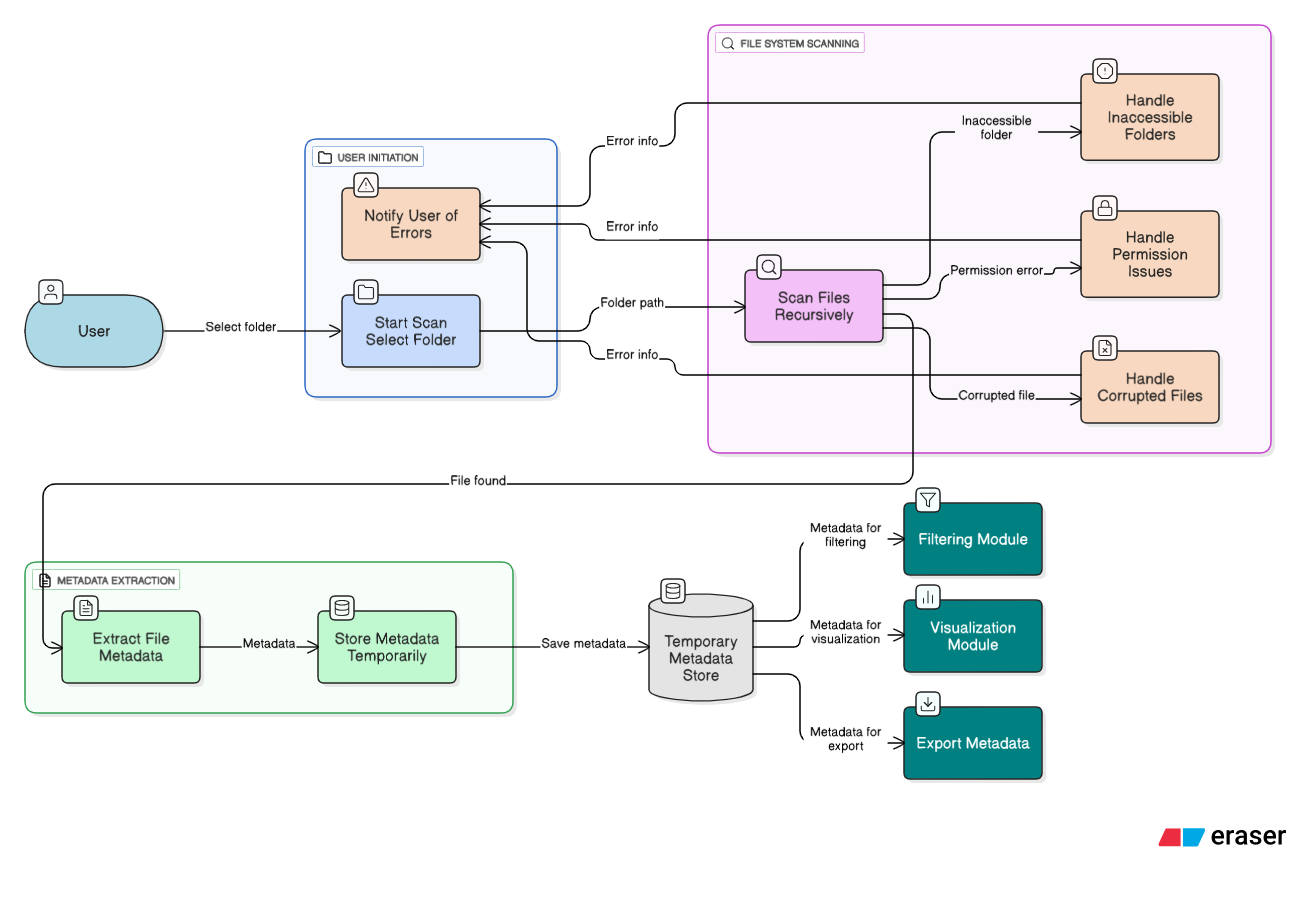 FILE SYSTEM SCANNING
Handle
Inaccessible
Folders
Inaccessible
folder
Error info
USER INITIATION
Notify User of
Errors
Error info
Handle
Permission
Issues
Permission error
Scan Files
Recursively
Folder path
User
Select folder
Start Scan
Select Folder
Error info
Handle
Corrupted Files
Corrupted file
File found
Metadata for
filtering
Filtering Module
METADATA EXTRACTION
Extract File
Metadata
Metadata
Store Metadata
Temporarily
Save metadata
Temporary
Metadata
Store
Metadata for
visualization
Visualization
Module
Metadata for
export
Export Metadata
eraser